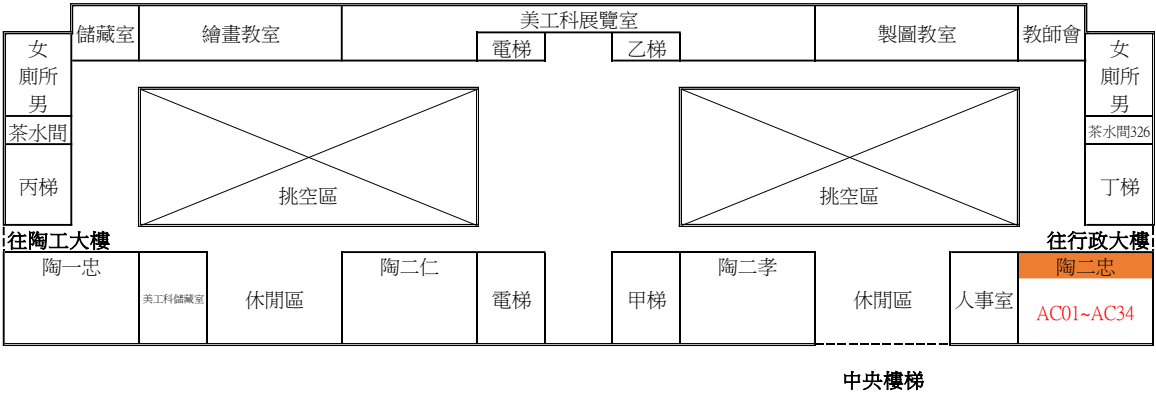 美工科展覽室
儲藏室
繪畫教室
製圖教室
教師會
電梯
乙梯
女
廁所
男
女
廁所
男
茶水間
茶水間326
丙梯
挑空區
挑空區
丁梯
往陶工大樓
往行政大樓
陶一忠
陶二仁
陶二孝
陶二忠
美工科儲藏室
休閒區
電梯
甲梯
休閒區
人事室
AC01~AC34
中央樓梯